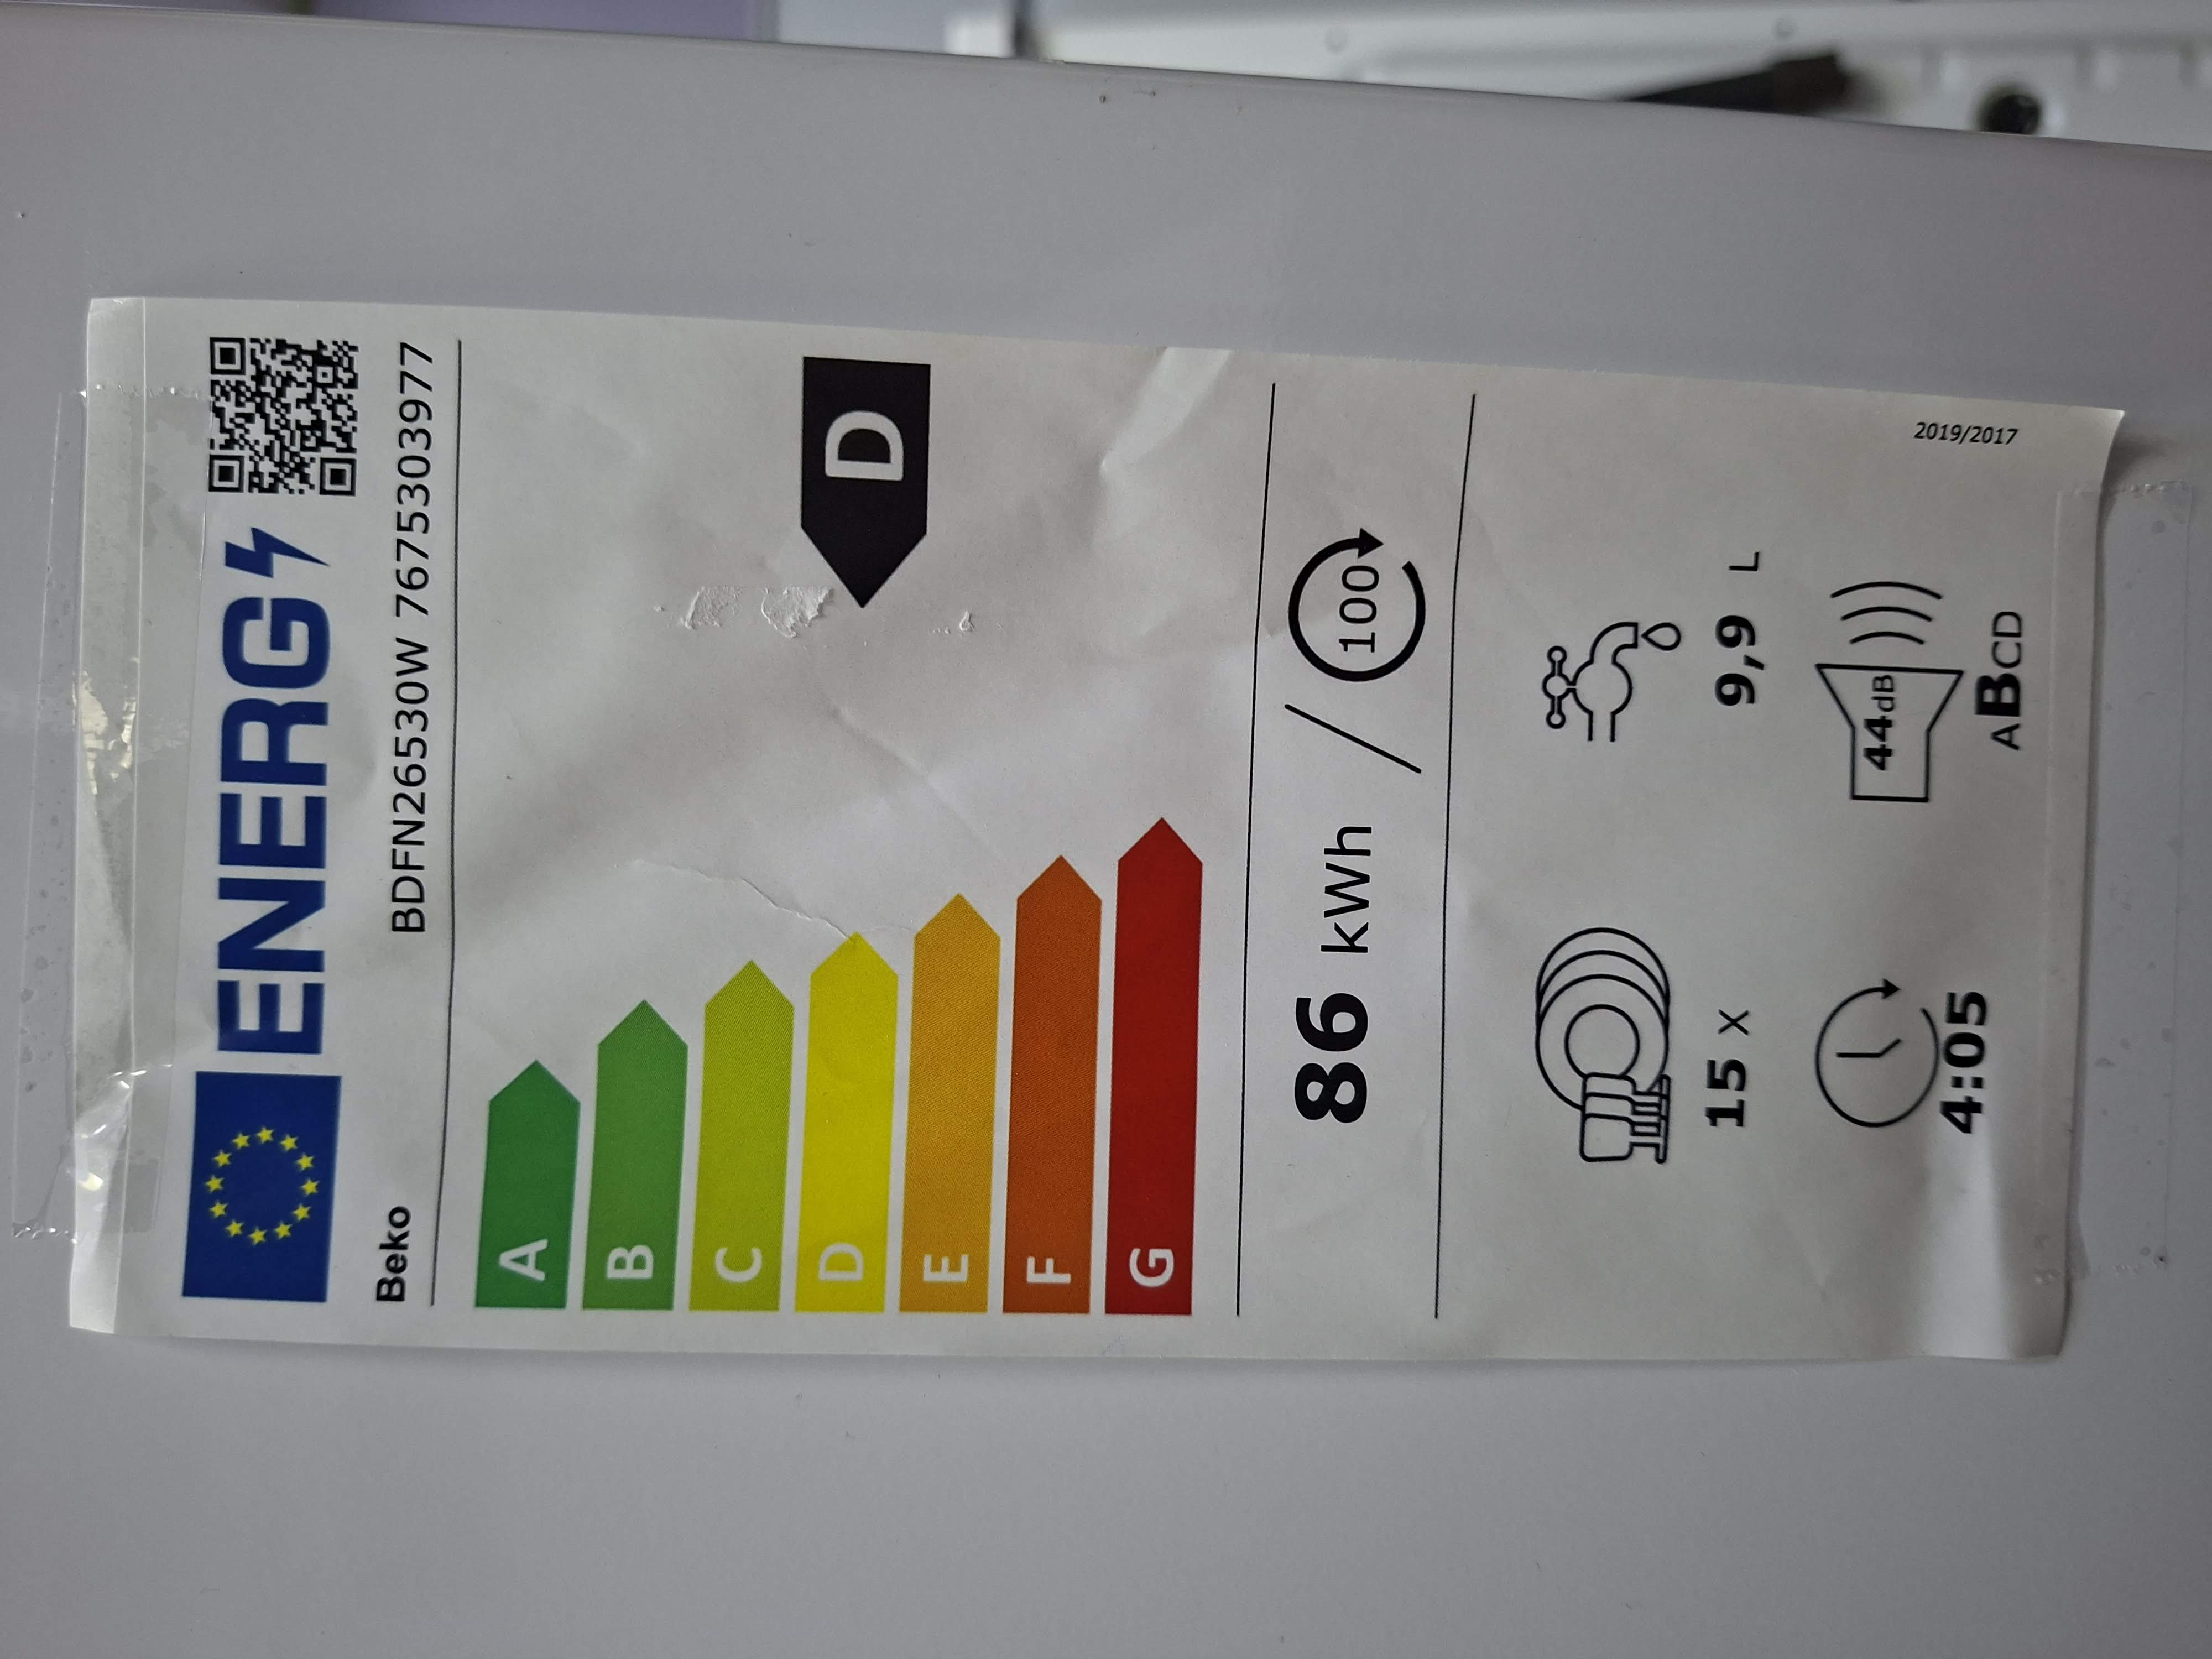 ENERG
Beko
BDFN26530W 7675303977
A
B
C
D
E
F
G
D
86 kWh / 100
15 x
9,9 L
4:05
44dB
ABCD
2019/2017